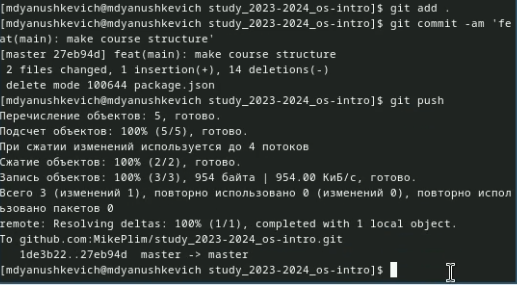 [mdyanushkevich@mdyanushkevich study_2023-2024_os-intro]$ git add .
[mdyanushkevich@mdyanushkevich study_2023-2024_os-intro]$ git commit -am 'fe
at(main): make course structure'
[master 27eb94d] feat(main): make course structure
 2 files changed, 1 insertion(+), 14 deletions(-)
 delete mode 100644 package.json
[mdyanushkevich@mdyanushkevich study_2023-2024_os-intro]$ git push
Перечисление объектов: 5, готово.
Подсчет объектов: 100% (5/5), готово.
При сжатии изменений используется до 4 потоков
Сжатие объектов: 100% (2/2), готово.
Запись объектов: 100% (3/3), 954 байта | 954.00 КиБ/с, готово.
Всего 3 (изменений 1), повторно использовано 0 (изменений 0), повторно испол
ьзовано пакетов 0
remote: Resolving deltas: 100% (1/1), completed with 1 local object.
To github.com:MikePlim/study_2023-2024_os-intro.git
   1de3b22..27eb94d  master -> master
[mdyanushkevich@mdyanushkevich study_2023-2024_os-intro]$